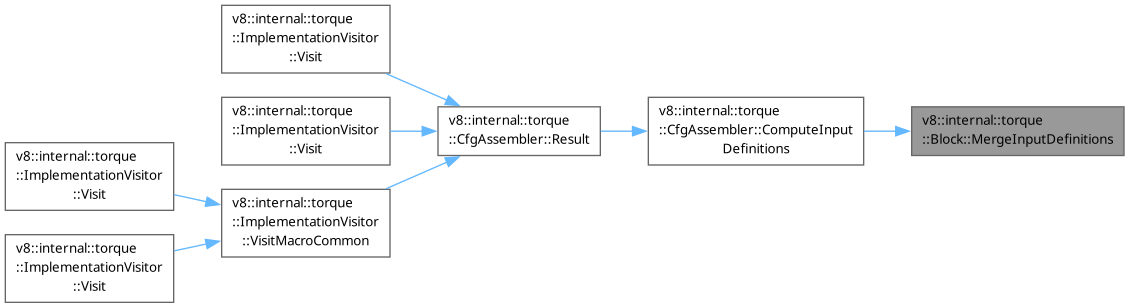 v8::internal::torque
::ImplementationVisitor
::Visit
v8::internal::torque
::ImplementationVisitor
::Visit
v8::internal::torque
::CfgAssembler::Result
v8::internal::torque
::CfgAssembler::ComputeInput
Definitions
v8::internal::torque
::Block::MergeInputDefinitions
v8::internal::torque
::ImplementationVisitor
::Visit
v8::internal::torque
::ImplementationVisitor
::VisitMacroCommon
v8::internal::torque
::ImplementationVisitor
::Visit